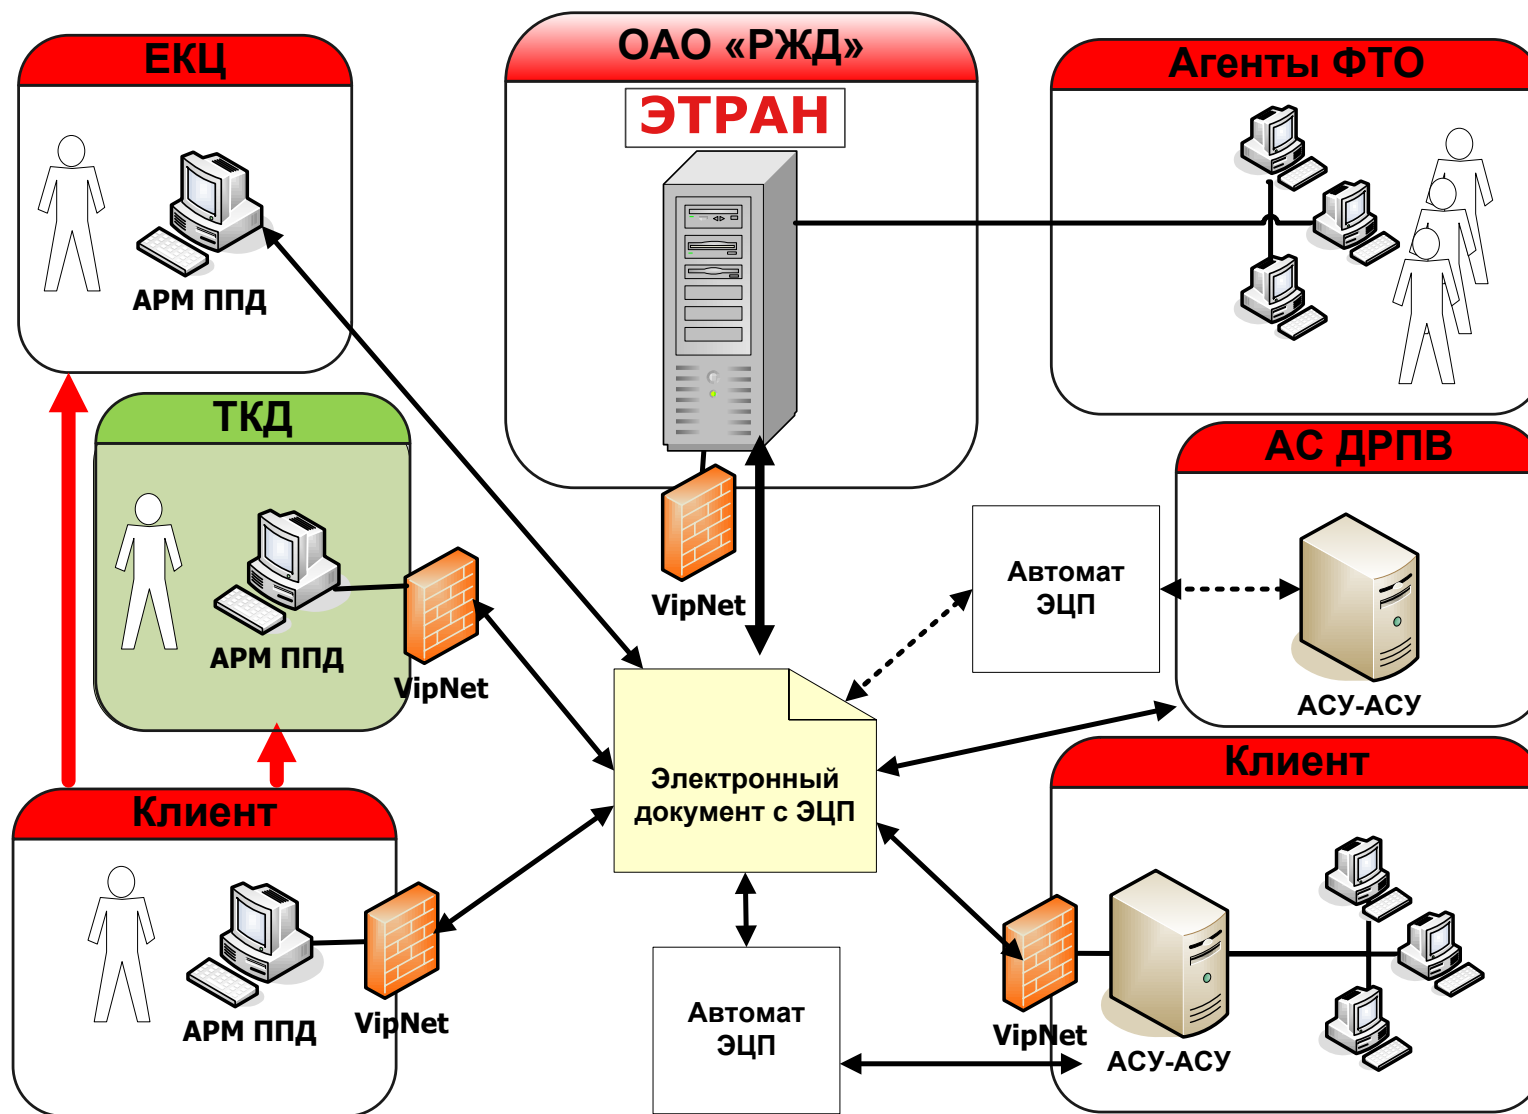 ЕКЦ
АРМ ППД
ОАО «РЖД»
ЭТРАН
VipNet
Агенты ФТО
ТКД
АРМ ППД
VipNet
АС ДРПВ
Автомат
ЭЦП
АСУ-АСУ
Электронный
документ с ЭЦП
Клиент
АРМ ППД
VipNet
Автомат
ЭЦП
Клиент
VipNet
АСУ-АСУ